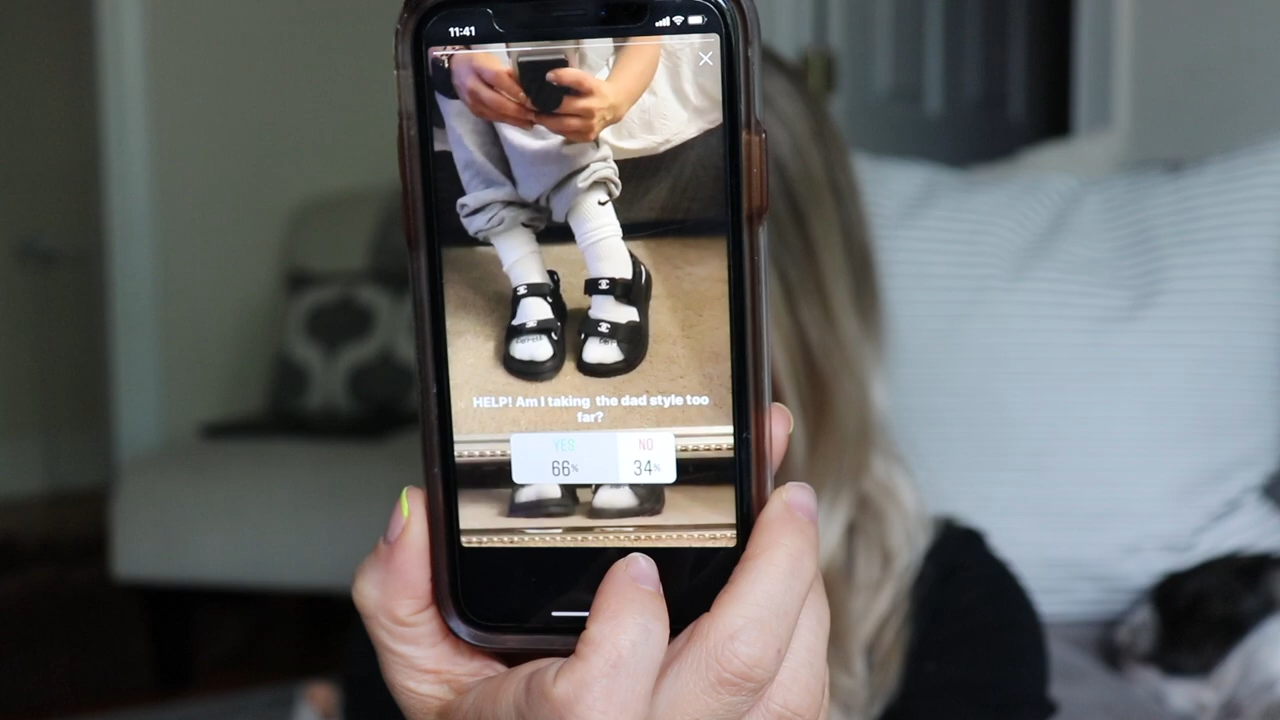 11:41
HELP! Am I taking the dad style too
far?
YES NO
66% 34%